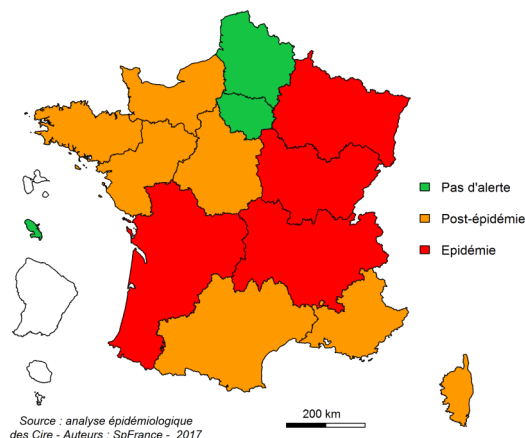 Pas d'alerte
Post-épidémie
Epidémie
200 km
Source : analyse épidémiologique
des Cire - Auteurs : SpFrance - 2017